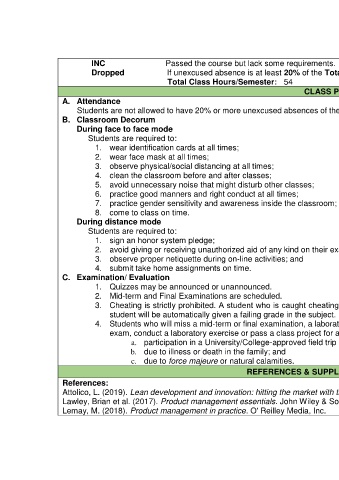 INC Passed the course but lack some requirements.
Dropped If unexcused absence is at least 20% of the Tota
Total Class Hours/Semester: 54
CLASS P
A. Attendance
Students are not allowed to have 20% or more unexcused absences of the
B. Classroom Decorum
During face to face mode
Students are required to:
1. wear identification cards at all times;
2. wear face mask at all times;
3. observe physical/social distancing at all times;
4. clean the classroom before and after classes;
5. avoid unnecessary noise that might disturb other classes;
6. practice good manners and right conduct at all times;
7. practice gender sensitivity and awareness inside the classroom;
8. come to class on time.
During distance mode
Students are required to:
1. sign an honor system pledge;
2. avoid giving or receiving unauthorized aid of any kind on their ex
3. observe proper netiquette during on-line activities; and
4. submit take home assignments on time.
C. Examination/ Evaluation
1. Quizzes may be announced or unannounced.
2. Mid-term and Final Examinations are scheduled.
3. Cheating is strictly prohibited. A student who is caught cheating
student will be automatically given a failing grade in the subject.
4. Students who will miss a mid-term or final examination, a laborat
exam, conduct a laboratory exercise or pass a class project for a
a. participation in a University/College-approved field trip
b. due to illness or death in the family; and
c. due to force majeure or natural calamities.
REFERENCES & SUPPL
References:
Attolico, L. (2019). Lean development and innovation: hitting the market with t
Lawley, Brian et al. (2017). Product management essentials. John Wiley & So
Lemay, M. (2018). Product management in practice. O' Reilley Media, Inc.